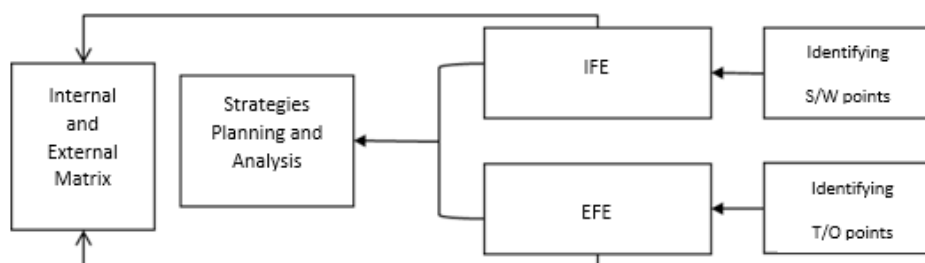 Internal
and
External
Matrix
Strategies
Planning and
Analysis
IFE
EFE
Identifying
S/W points
Identifying
T/O points